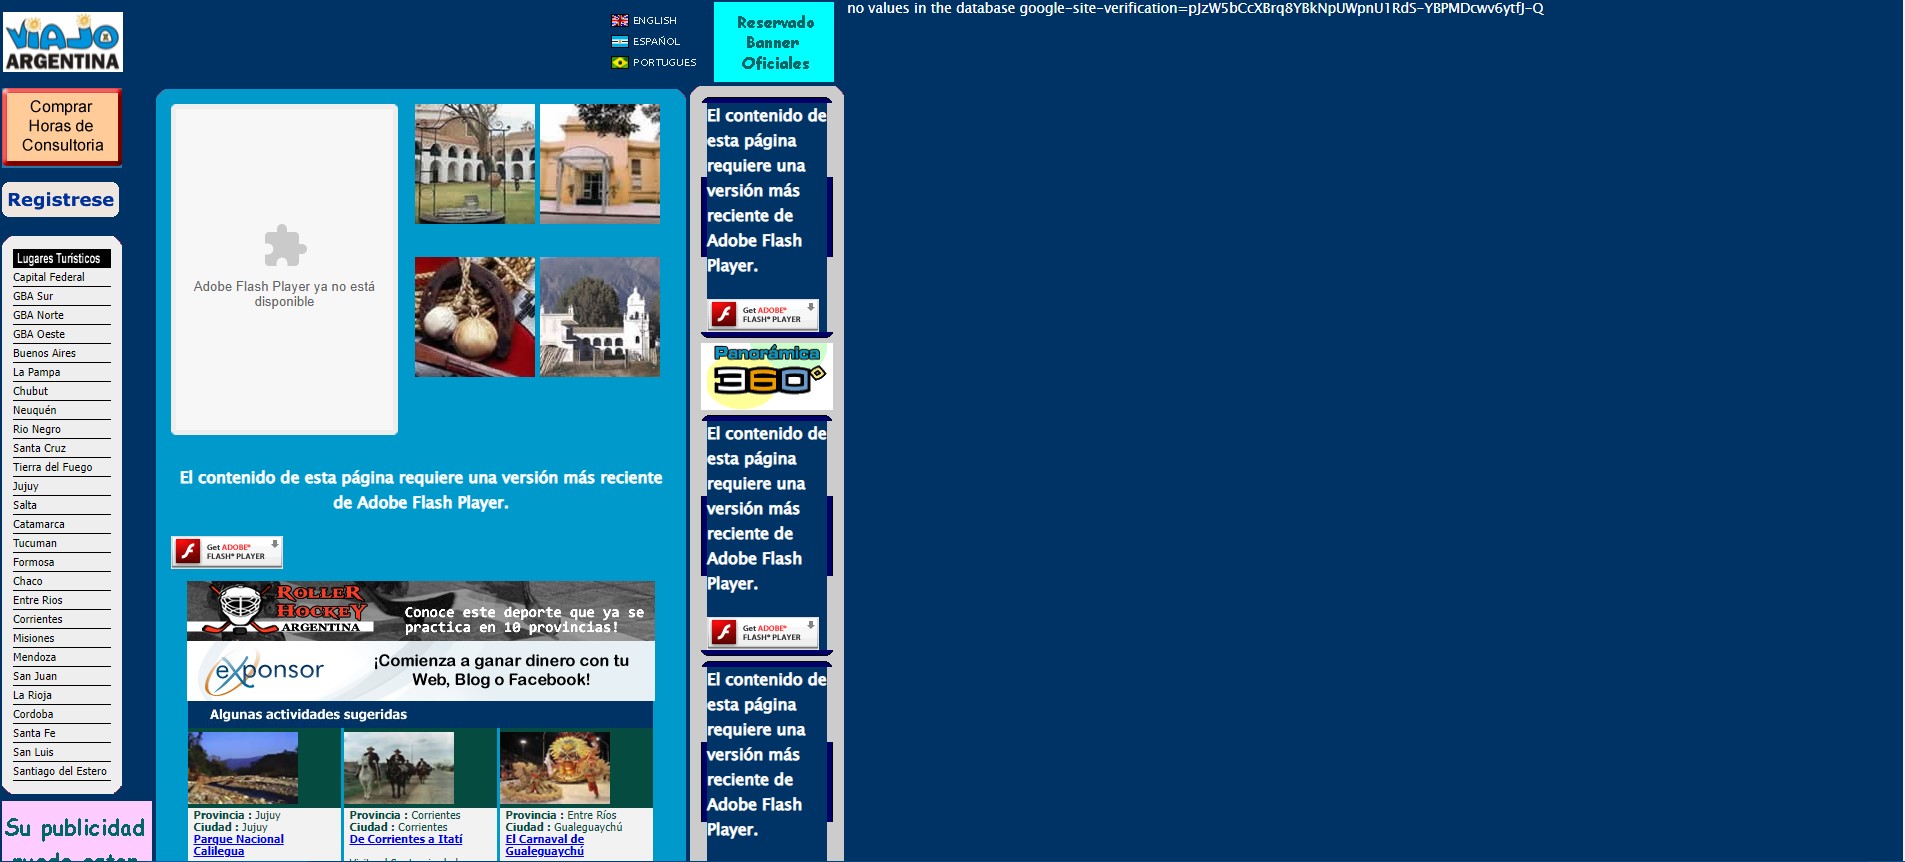 VIAJO
ARGENTINA
ENGLISH
ESPAÑOL
PORTUGUES
Reservado
Banner
Oficiales
no values in the database google-site-verification=pJzW5bCcXBrq8YBkNpUWpnU1RdS-YBPMDcwv6ytfJ-Q
Comprar
Horas de
Consultoria
Registrese
Lugares Turísticos
Capital Federal
GBA Sur
GBA Norte
GBA Oeste
Buenos Aires
La Pampa
Chubut
Neuquén
Rio Negro
Santa Cruz
Tierra del Fuego
Jujuy
Salta
Catamarca
Tucuman
Formosa
Chaco
Entre Rios
Corrientes
Misiones
Mendoza
San Juan
La Rioja
Cordoba
Santa Fe
San Luis
Santiago del Estero
Su publicidad
puede estar
Adobe Flash Player ya no está
disponible
El contenido de esta página requiere una versión más reciente
de Adobe Flash Player.
Get ADOBE®
FLASH® PLAYER
ROLLER
HOCKEY
ARGENTINA
Conoce este deporte que ya se
practica en 10 provincias!
exponsor
¡Comienza a ganar dinero con tu
Web, Blog o Facebook!
Algunas actividades sugeridas
Provincia : Jujuy
Ciudad : Jujuy
Parque Nacional
Calilegua
Provincia : Corrientes
Ciudad : Corrientes
De Corrientes a Itatí
Provincia : Entre Ríos
Ciudad : Gualeguaychú
El Carnaval de
Gualeguaychú
El contenido de
esta página
requiere una
versión más
reciente de
Adobe Flash
Player.
Get ADOBE®
FLASH® PLAYER
Panorámica
360º
El contenido de
esta página
requiere una
versión más
reciente de
Adobe Flash
Player.
Get ADOBE®
FLASH® PLAYER
El contenido de
esta página
requiere una
versión más
reciente de
Adobe Flash
Player.